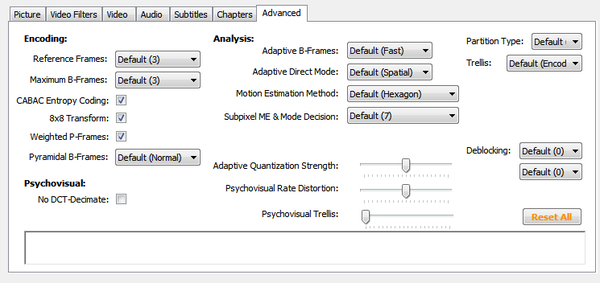 Picture Video Filters Video Audio Subtitles Chapters Advanced
Encoding:
Reference Frames: Default (3)
Maximum B-Frames: Default (3)
CABAC Entropy Coding:
8x8 Transform:
Weighted P-Frames:
Pyramidal B-Frames: Default (Normal)
Psychovisual:
No DCT-Decimate:
Analysis:
Adaptive B-Frames: Default (Fast)
Adaptive Direct Mode: Default (Spatial)
Motion Estimation Method: Default (Hexagon)
Subpixel ME & Mode Decision: Default (7)
Adaptive Quantization Strength:
Psychovisual Rate Distortion:
Psychovisual Trellis:
Partition Type: Default
Trellis: Default (Encod
Deblocking: Default (0)
Default (0)
Reset All